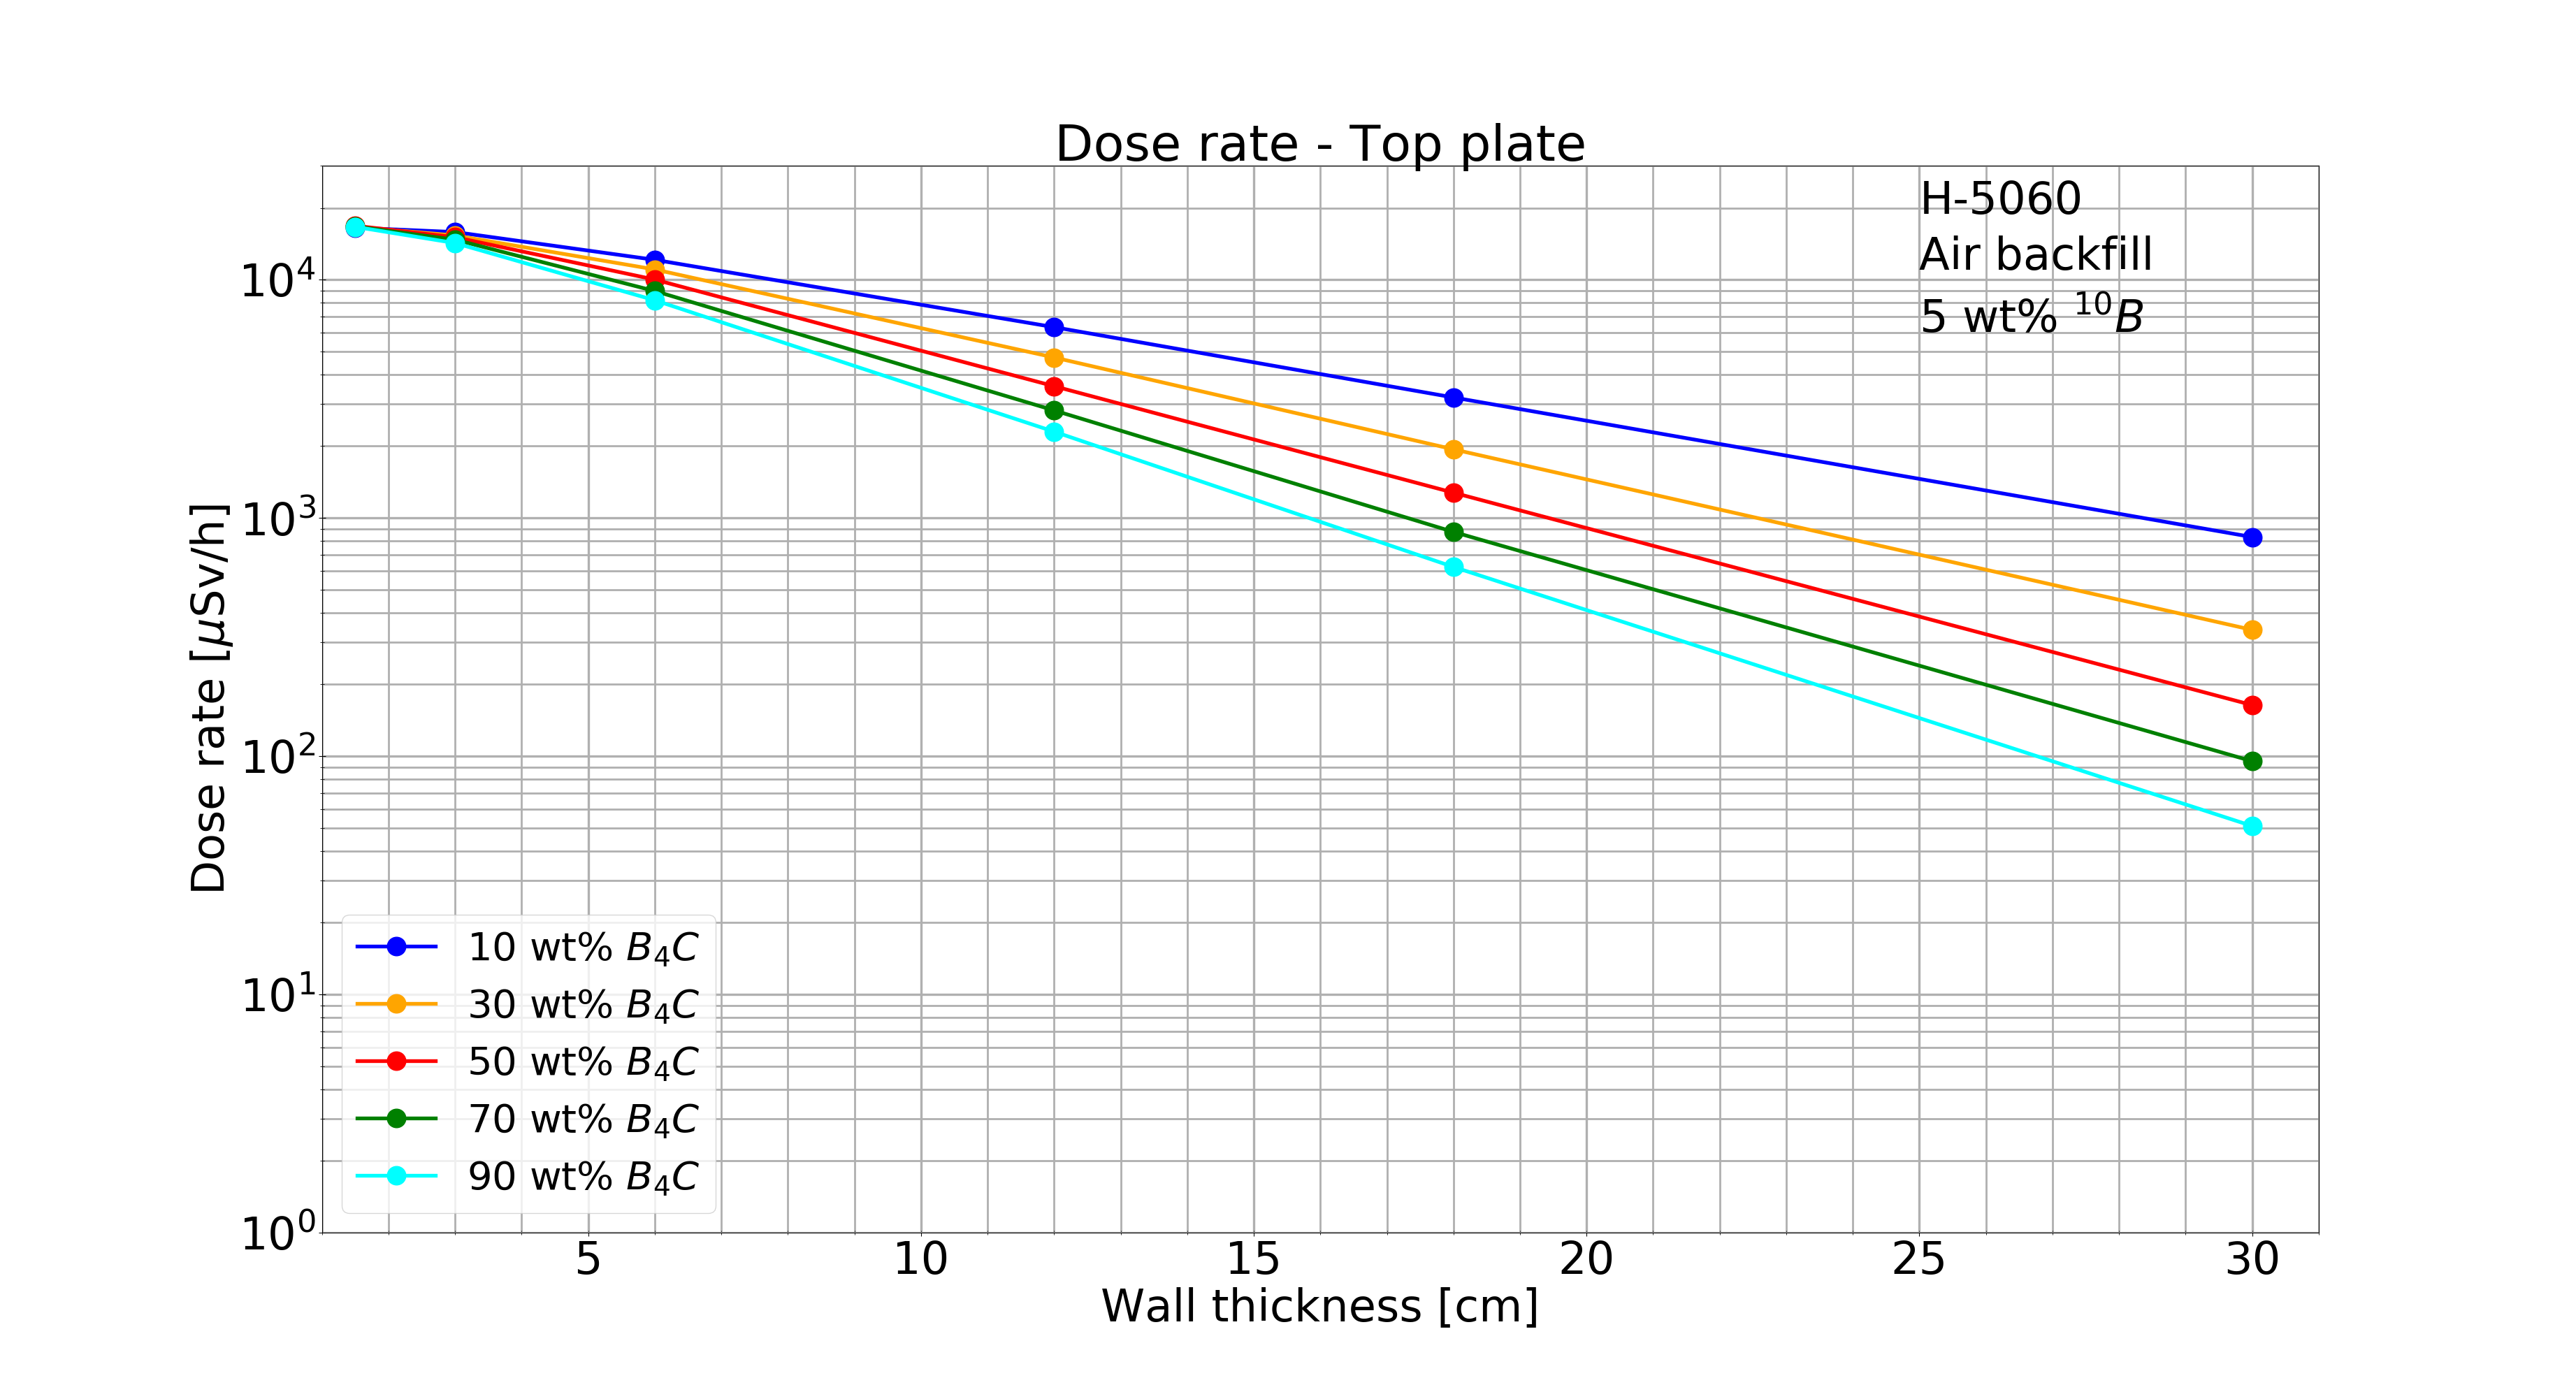 Dose rate - Top plate
H-5060
Air backfill
5 wt% ¹⁰B
Dose rate [μSv/h]
10⁴
10³
10²
10¹
10⁰
10 wt% B₄C
30 wt% B₄C
50 wt% B₄C
70 wt% B₄C
90 wt% B₄C
5 10 15 20 25 30
Wall thickness [cm]